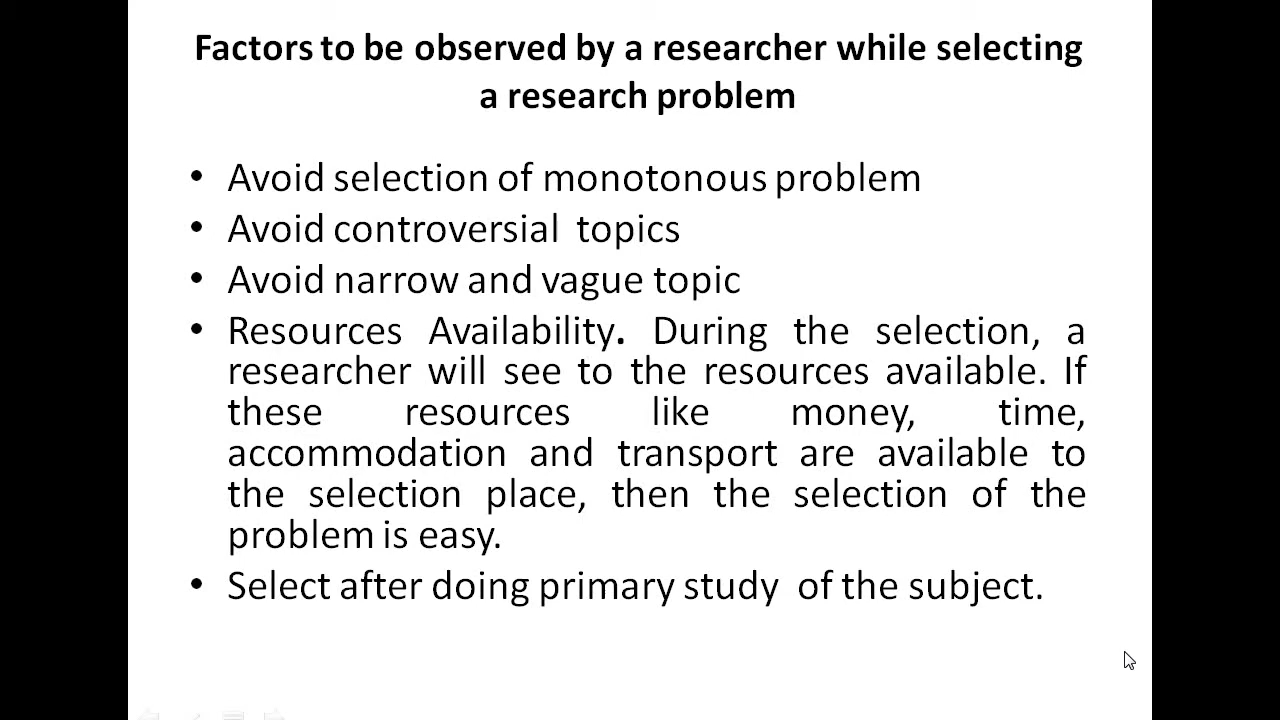 Factors to be observed by a researcher while selecting
a research problem
• Avoid selection of monotonous problem
• Avoid controversial topics
• Avoid narrow and vague topic
• Resources Availability. During the selection, a
researcher will see to the resources available. If
these resources like money, time,
accommodation and transport are available to
the selection place, then the selection of the
problem is easy.
• Select after doing primary study of the subject.